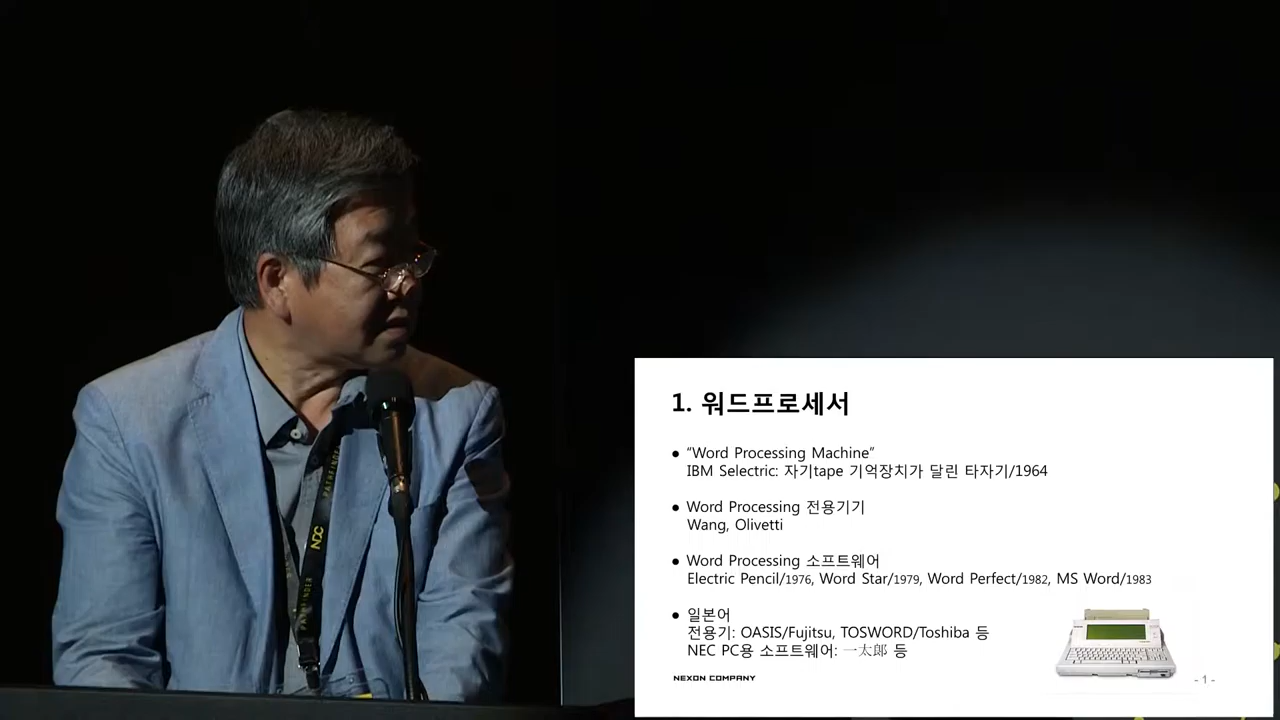 1. 워드프로세서
● “Word Processing Machine”
IBM Selectric: 자기tape 기억장치가 달린 타자기/1964
● Word Processing 전용기기
Wang, Olivetti
● Word Processing 소프트웨어
Electric Pencil/1976, Word Star/1979, Word Perfect/1982, MS Word/1983
● 일본어
전용기: OASIS/Fujitsu, TOSWORD/Toshiba 등
NEC PC용 소프트웨어: 一太郎 등
NEXON COMPANY
- 1 -
PATHFINDER
NDC
PATHFINDER